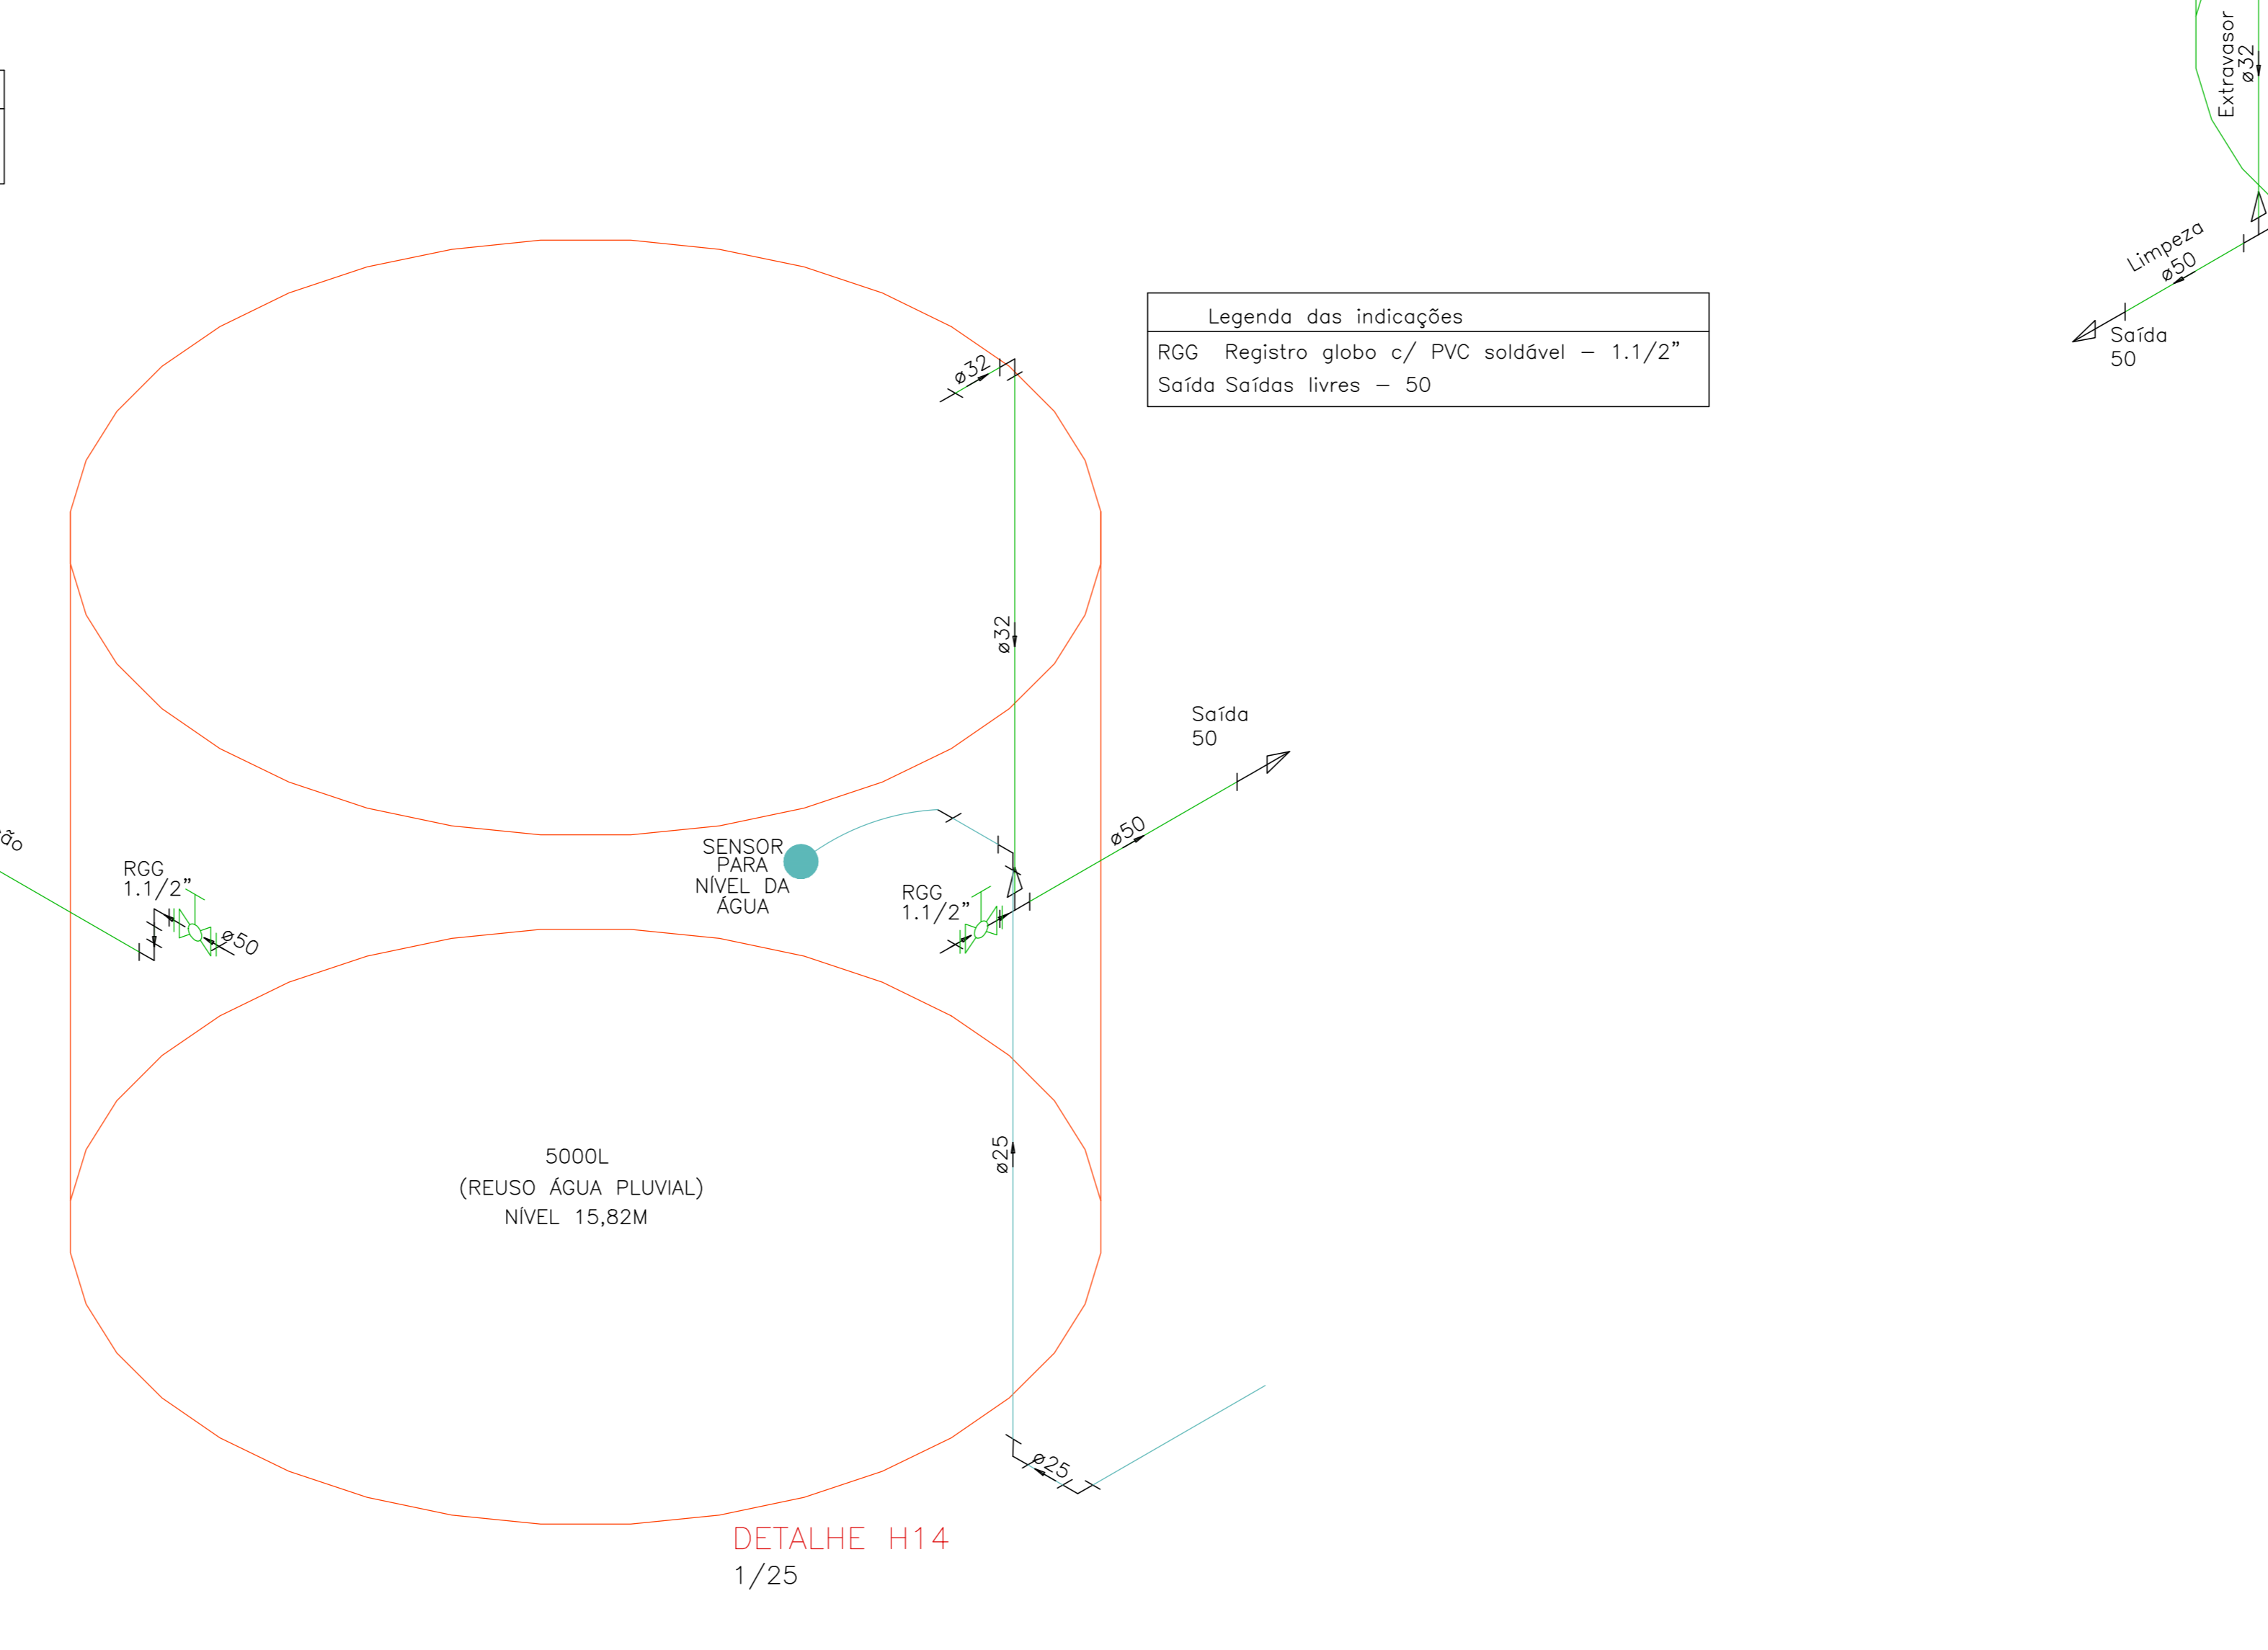 Extravasor
ø32
Limpeza
ø50
Saída
50
Legenda das indicações
RGG Registro globo c/ PVC soldável – 1.1/2"
Saída Saídas livres – 50
ø32
ø32
Saída
50
ø50
SENSOR
PARA
NÍVEL DA
ÁGUA
RGG
1.1/2"
ø50
RGG
1.1/2"
ø25
5000L
(REUSO ÁGUA PLUVIAL)
NÍVEL 15,82M
ø25
DETALHE H14
1/25